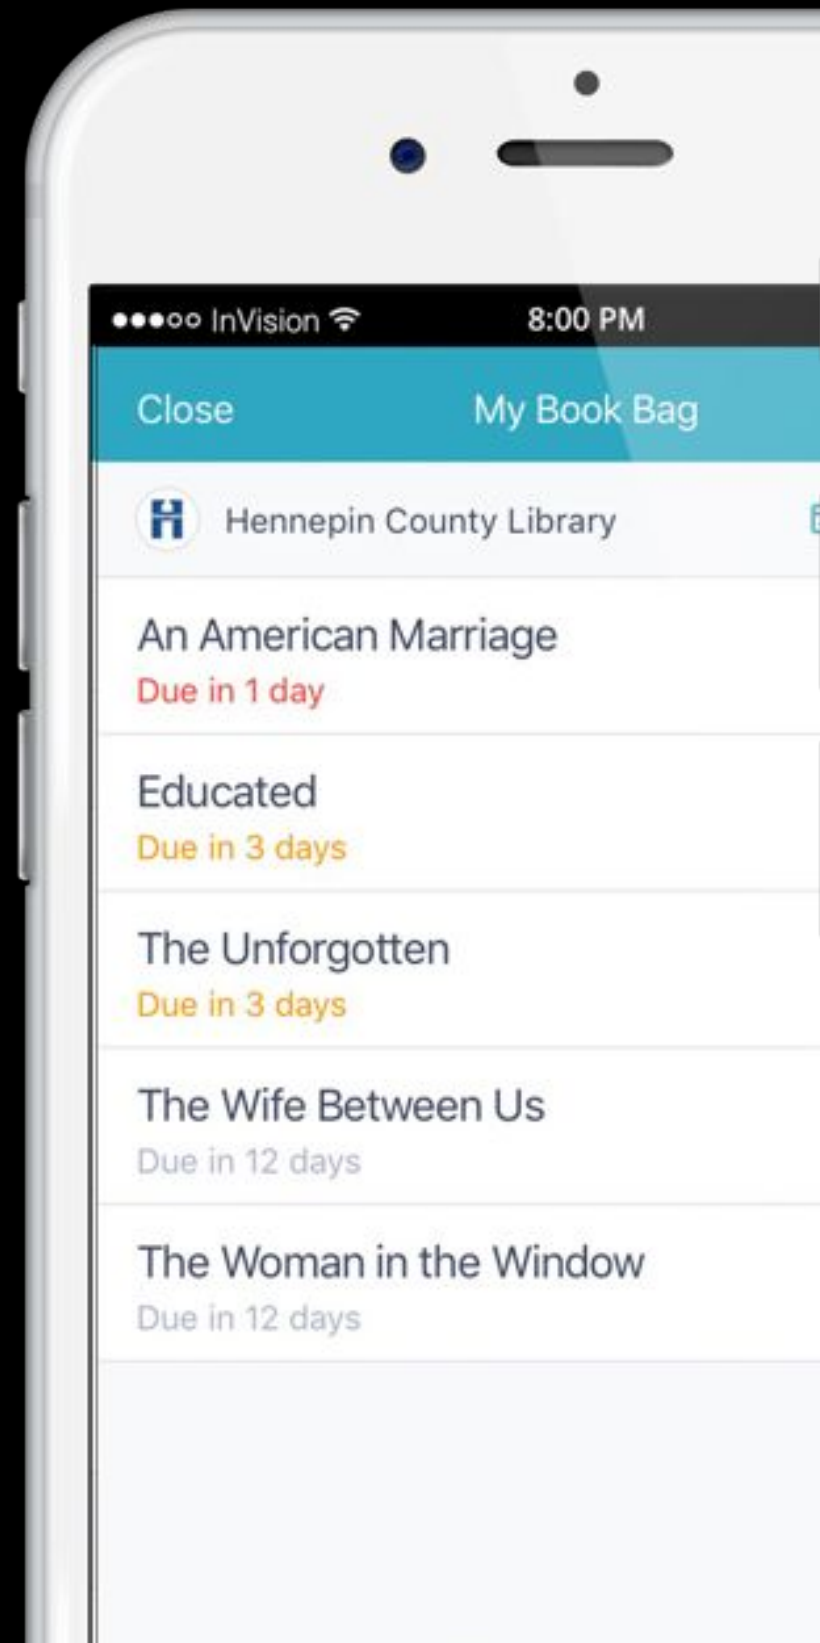 InVision 8:00 PM
Close My Book Bag
H Hennepin County Library
An American Marriage
Due in 1 day
Educated
Due in 3 days
The Unforgotten
Due in 3 days
The Wife Between Us
Due in 12 days
The Woman in the Window
Due in 12 days